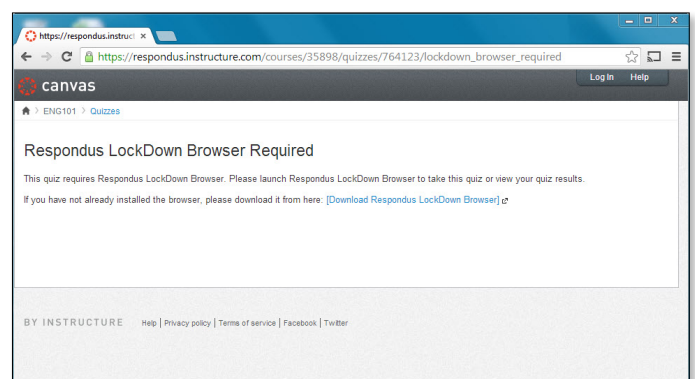 https://respondus.instruct
https://respondus.instructure.com/courses/35898/quizzes/764123/lockdown_browser_required
canvas
Log In Help
ENG101 > Quizzes
Respondus LockDown Browser Required
This quiz requires Respondus LockDown Browser. Please launch Respondus LockDown Browser to take this quiz or view your quiz results.
If you have not already installed the browser, please download it from here: [Download Respondus LockDown Browser]
BY INSTRUCTURE Help | Privacy policy | Terms of service | Facebook | Twitter